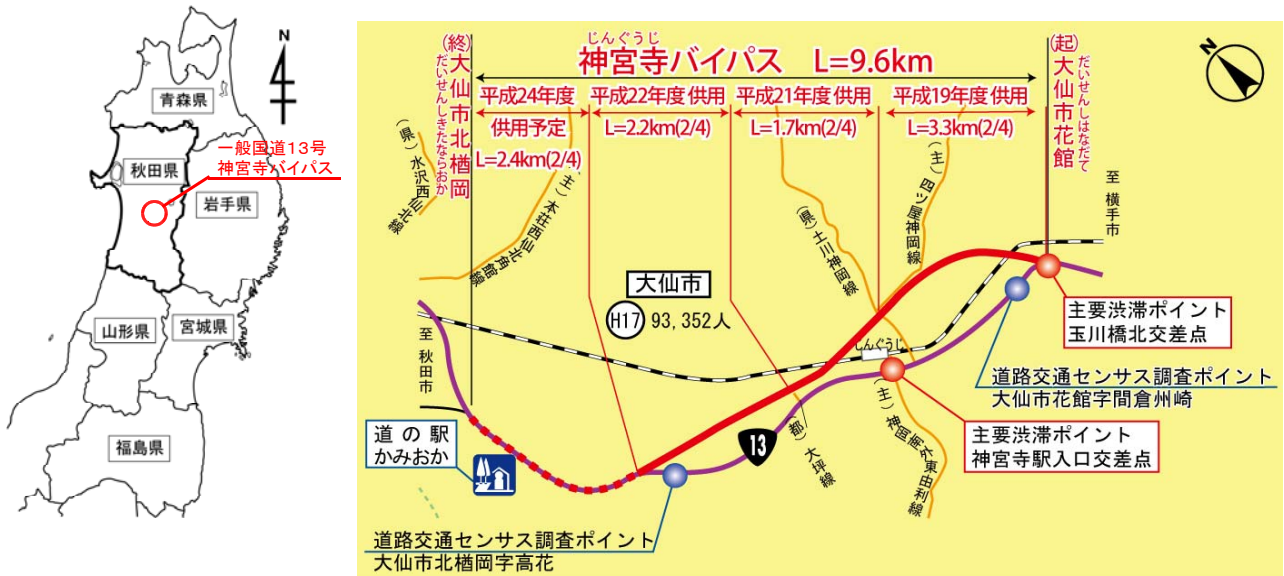 N
青森県
秋田県
一般国道13号
神宮寺バイパス
岩手県
山形県
宮城県
福島県
じんぐうじ
神宮寺バイパス L=9.6km
(終)大仙市北楢岡
だいせんしきたならおか
(起)大仙市花館
だいせんしはなだて
N
平成24年度
供用予定
L=2.4km(2/4)
平成22年度 供用
L=2.2km(2/4)
平成21年度 供用
L=1.7km(2/4)
平成19年度 供用
L=3.3km(2/4)
(県)水沢西仙北線
(主)本荘西仙北角館線
(県)土川神岡線
(主)四ツ屋神岡線
至 横手市
大仙市
H17 93,352人
至 秋田市
じんぐうじ
主要渋滞ポイント
玉川橋北交差点
道路交通センサス調査ポイント
大仙市花館字間倉州崎
道の駅
かみおか
13
(都)大坪線
(主)神岡南外東由利線
主要渋滞ポイント
神宮寺駅入口交差点
道路交通センサス調査ポイント
大仙市北楢岡字高花